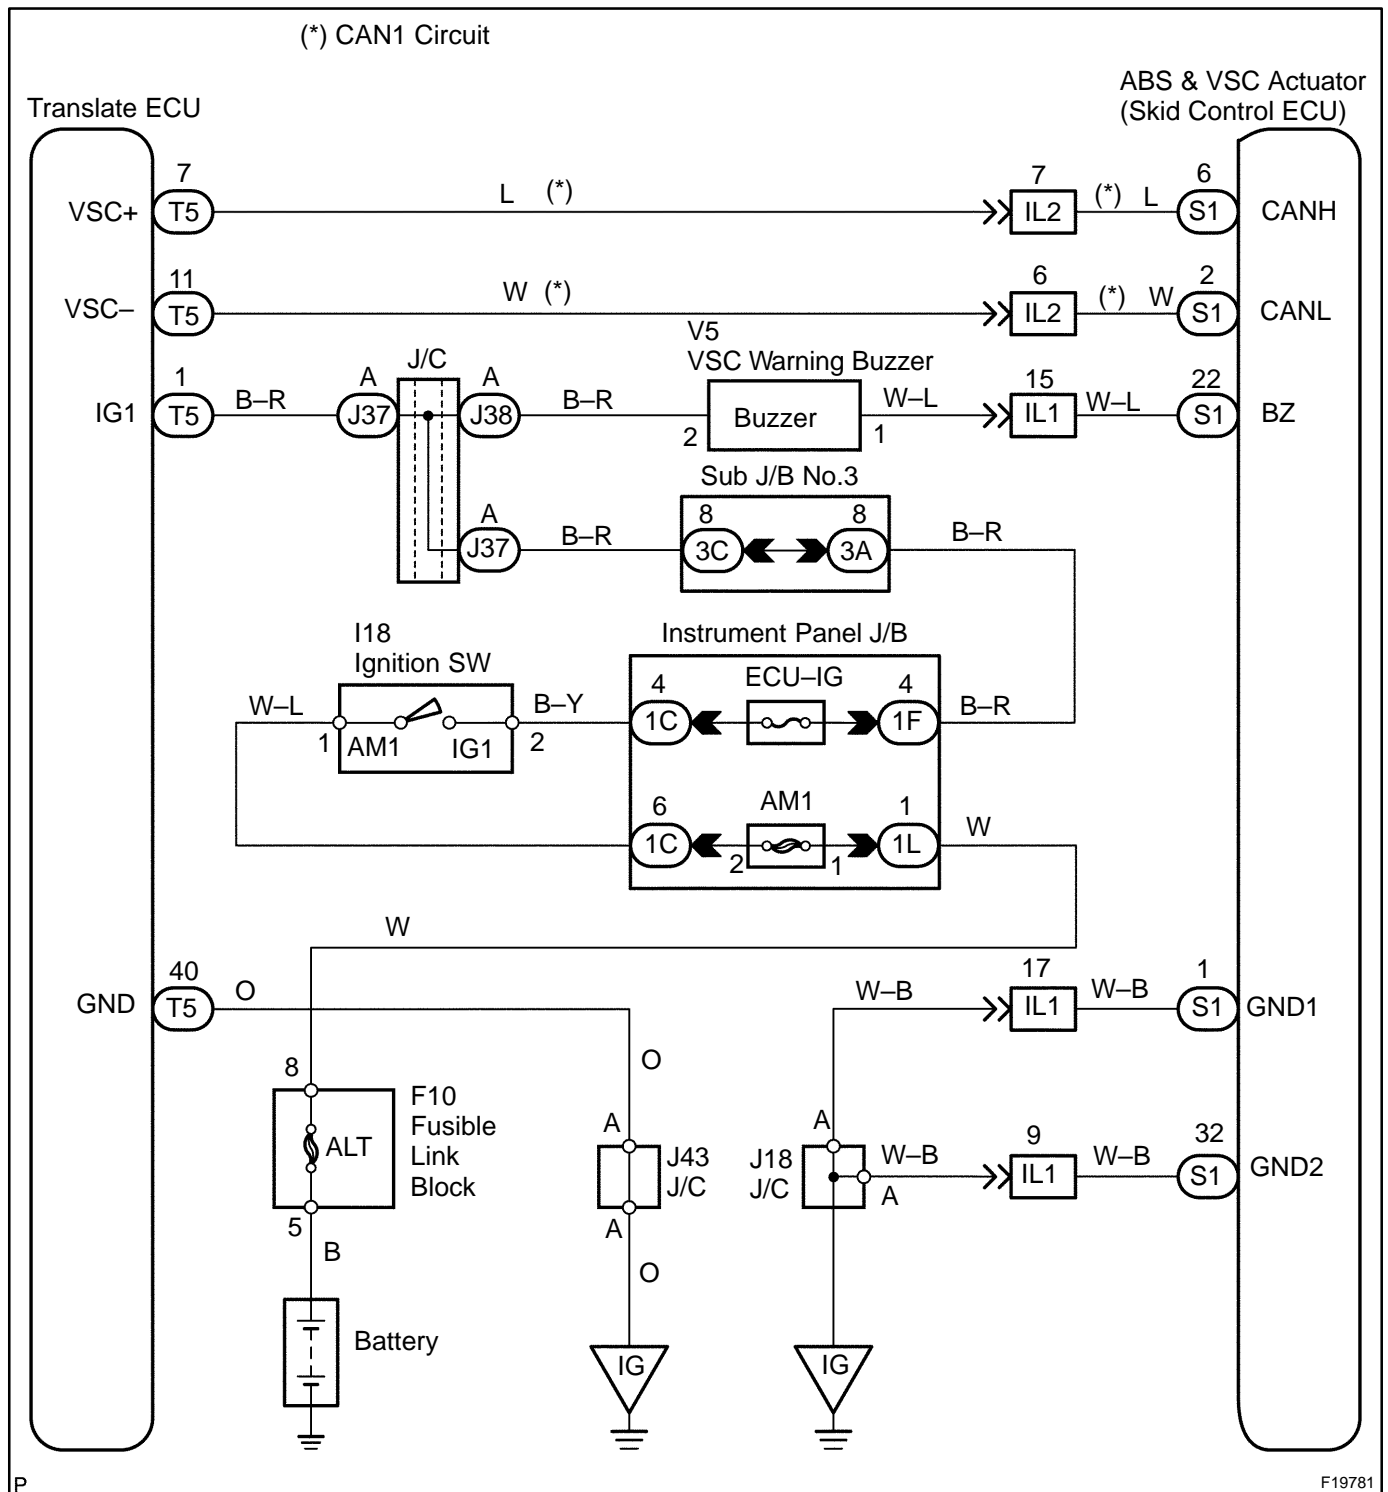 (*) CAN1 Circuit
Translate ECU
ABS & VSC Actuator
(Skid Control ECU)
VSC+
7
T5
L
(*)
7
IL2
(*)
L
6
S1
CANH
VSC–
11
T5
W
(*)
6
IL2
(*)
W
2
S1
CANL
IG1
1
T5
B–R
J/C
A
J37
A
J38
B–R
V5
VSC Warning Buzzer
2
Buzzer
1
W–L
15
IL1
W–L
22
S1
BZ
A
J37
B–R
Sub J/B No.3
8
3C
8
3A
B–R
I18
Ignition SW
W–L
1
AM1
IG1
2
B–Y
Instrument Panel J/B
4
1C
ECU–IG
4
1F
B–R
6
1C
2
AM1
1
1
1L
W
W
GND
40
T5
O
O
W–B
17
IL1
W–B
1
S1
GND1
8
ALT
5
F10
Fusible
Link
Block
B
Battery
A
J43
J/C
A
O
IG
A
J18
J/C
W–B
A
9
IL1
W–B
32
S1
GND2
IG
P
F19781